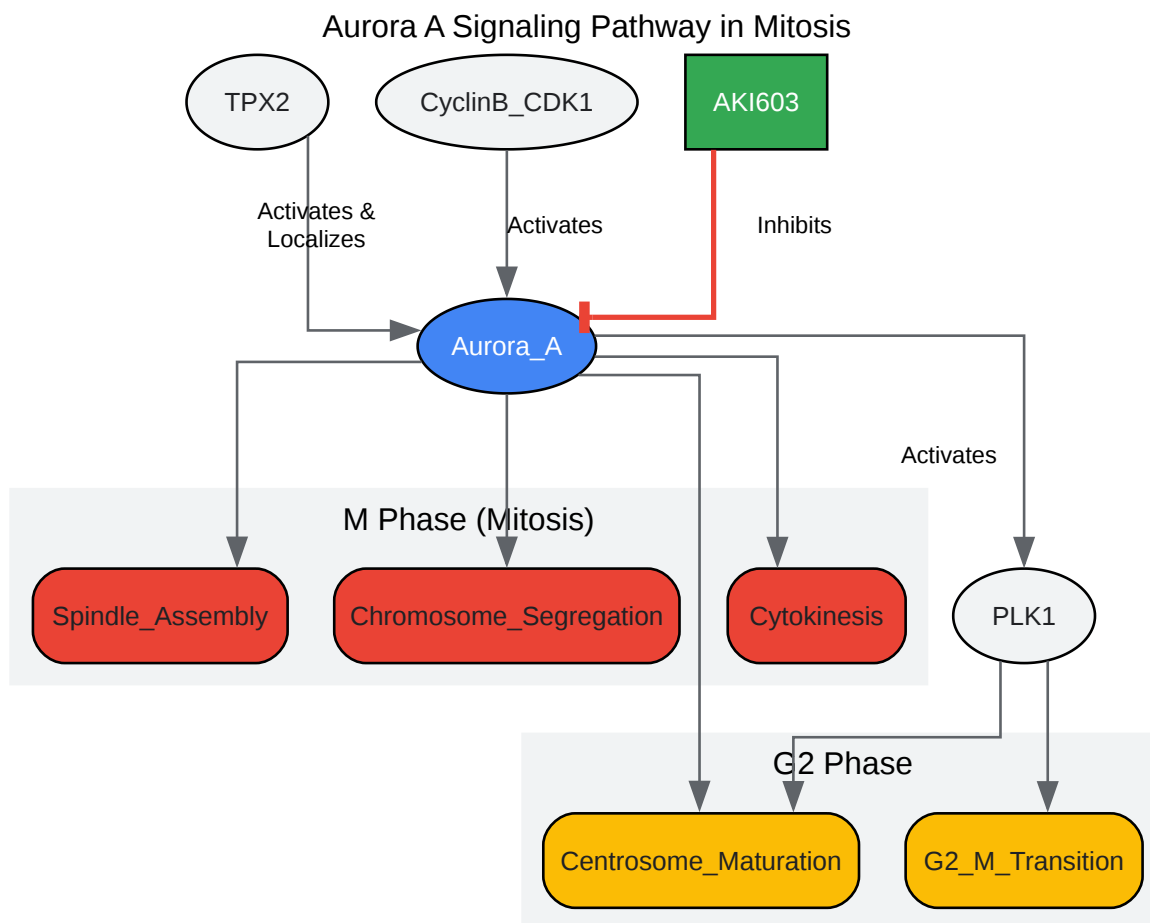 Aurora A Signaling Pathway in Mitosis
TPX2
CyclinB_CDK1
AKI603
Activates &
Localizes
Activates
Inhibits
Aurora_A
Activates
M Phase (Mitosis)
Spindle_Assembly
Chromosome_Segregation
Cytokinesis
PLK1
G2 Phase
Centrosome_Maturation
G2_M_Transition